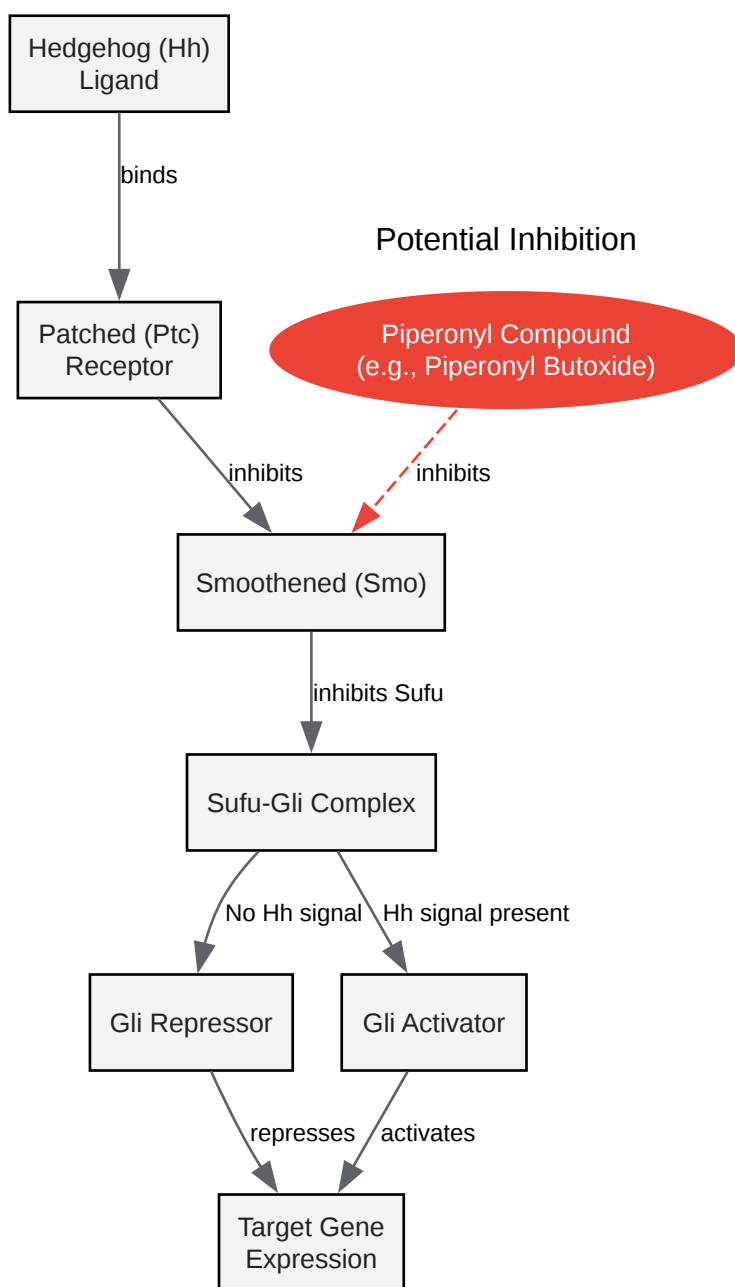 Hedgehog (Hh)
Ligand
binds
Potential Inhibition
Patched (Ptc)
Receptor
Piperonyl Compound
(e.g., Piperonyl Butoxide)
inhibits
inhibits
Smoothened (Smo)
inhibits Sufu
Sufu-Gli Complex
No Hh signal
Hh signal present
Gli Repressor
Gli Activator
represses
activates
Target Gene
Expression